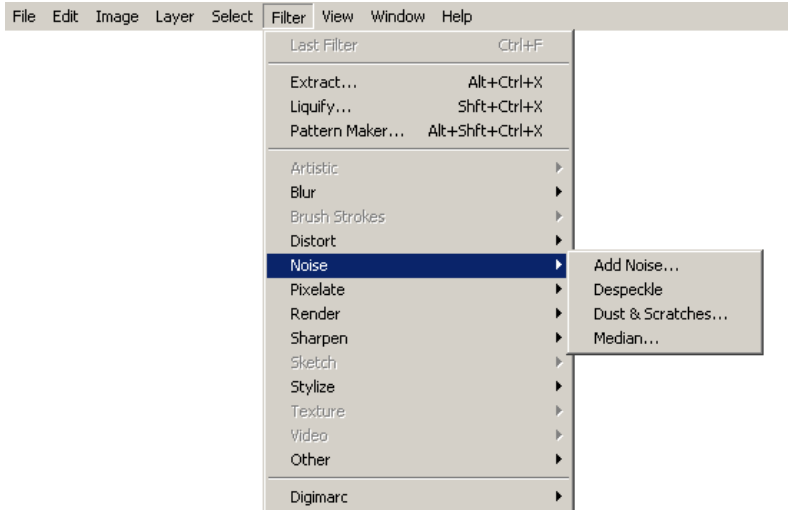 File Edit Image Layer Select Filter View Window Help
Last Filter Ctrl+F
Extract... Alt+Ctrl+X
Liquify... Shft+Ctrl+X
Pattern Maker... Alt+Shft+Ctrl+X
Artistic
Blur
Brush Strokes
Distort
Noise
Pixelate
Render
Sharpen
Sketch
Stylize
Texture
Video
Other
Digimarc
Add Noise...
Despeckle
Dust & Scratches...
Median...